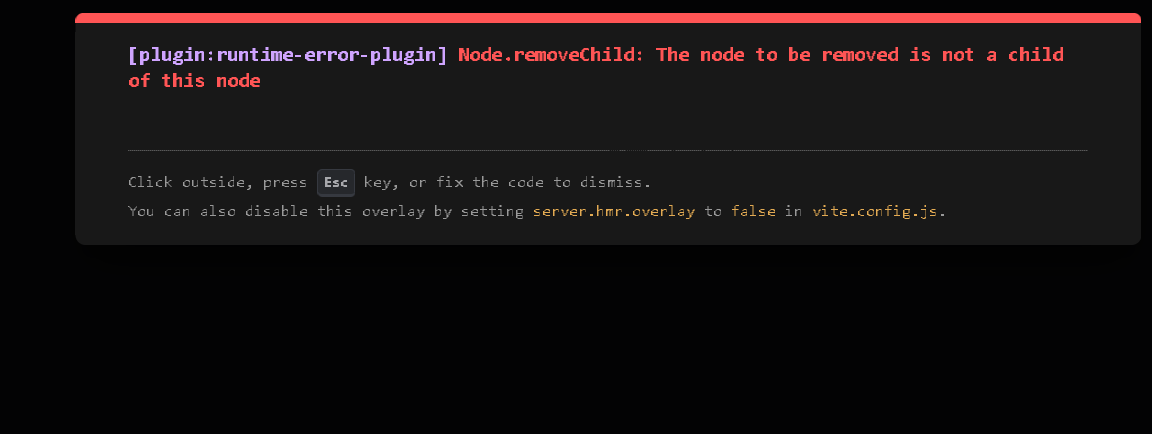 [plugin:runtime-error-plugin] Node.removeChild: The node to be removed is not a child
of this node
Click outside, press Esc key, or fix the code to dismiss.
You can also disable this overlay by setting server.hmr.overlay to false in vite.config.js.